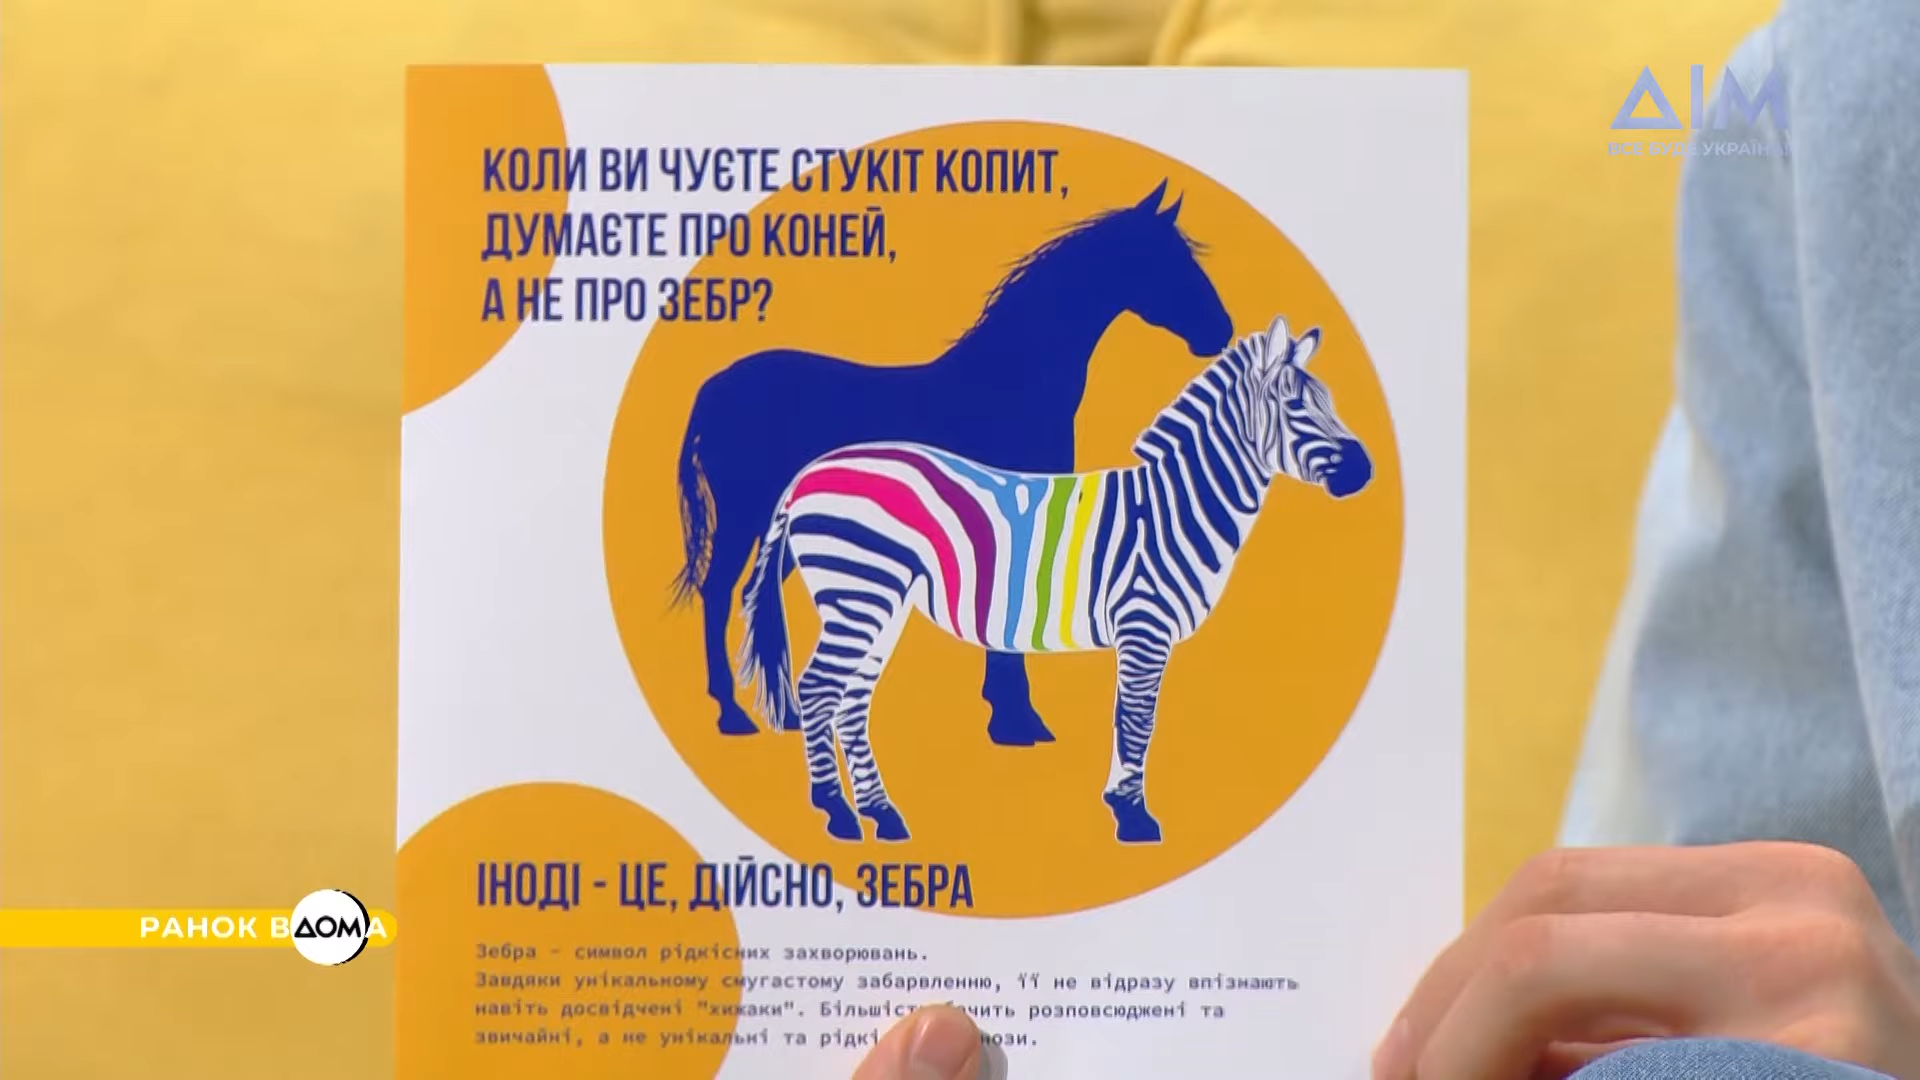 КОЛИ ВИ ЧУЄТЕ СТУКІТ КОПИТ,
ДУМАЄТЕ ПРО КОНЕЙ,
А НЕ ПРО ЗЕБР?
ДІМ
ВСЕ БУДЕ УКРАЇНА!
ІНОДІ - ЦЕ, ДІЙСНО, ЗЕБРА
РАНОК ВДОМА
Зебра - символ рідкісних захворювань.
Завдяки унікальному смугастому забарвленню, її не відразу впізнають
навіть досвідчені "хижаки". Більшість бачить розповсюджені та
звичайні, а не унікальні та